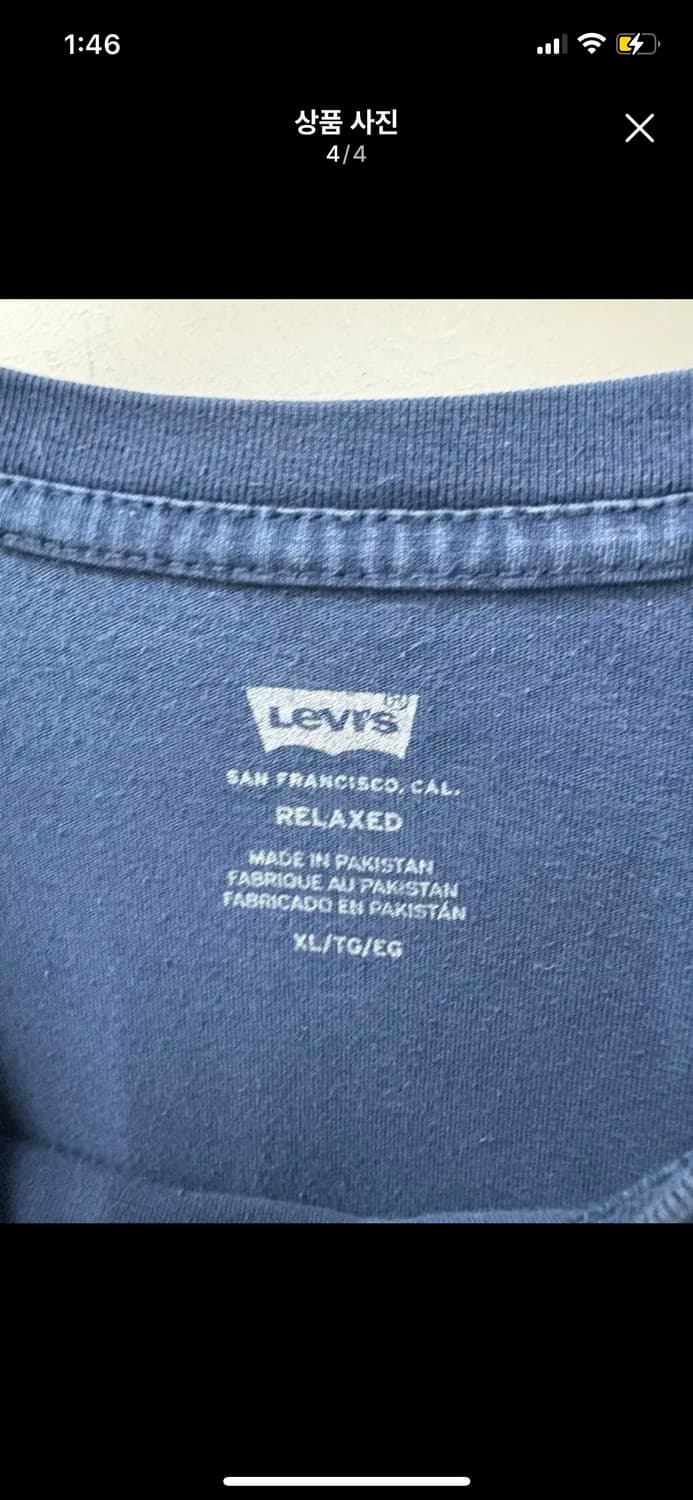 1:46
상품 사진
4/4
Levi's
SAN FRANCISCO, CAL.
RELAXED
MADE IN PAKISTAN
FABRIQUE AU PAKISTAN
FABRICADO EN PAKISTÁN
XL/TG/EG